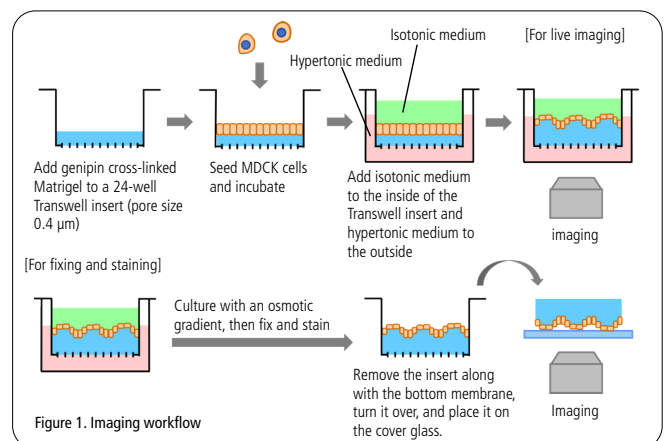 Isotonic medium
[For live imaging]
Hypertonic medium
Add genipin cross-linked
Matrigel to a 24-well
Transwell insert (pore size
0.4 µm)
Seed MDCK cells
and incubate
Add isotonic medium
to the inside of the
Transwell insert and
hypertonic medium to
the outside
imaging
[For fixing and staining]
Culture with an osmotic
gradient, then fix and stain
Remove the insert along
with the bottom membrane,
turn it over, and place it on
the cover glass.
Imaging
Figure 1. Imaging workflow